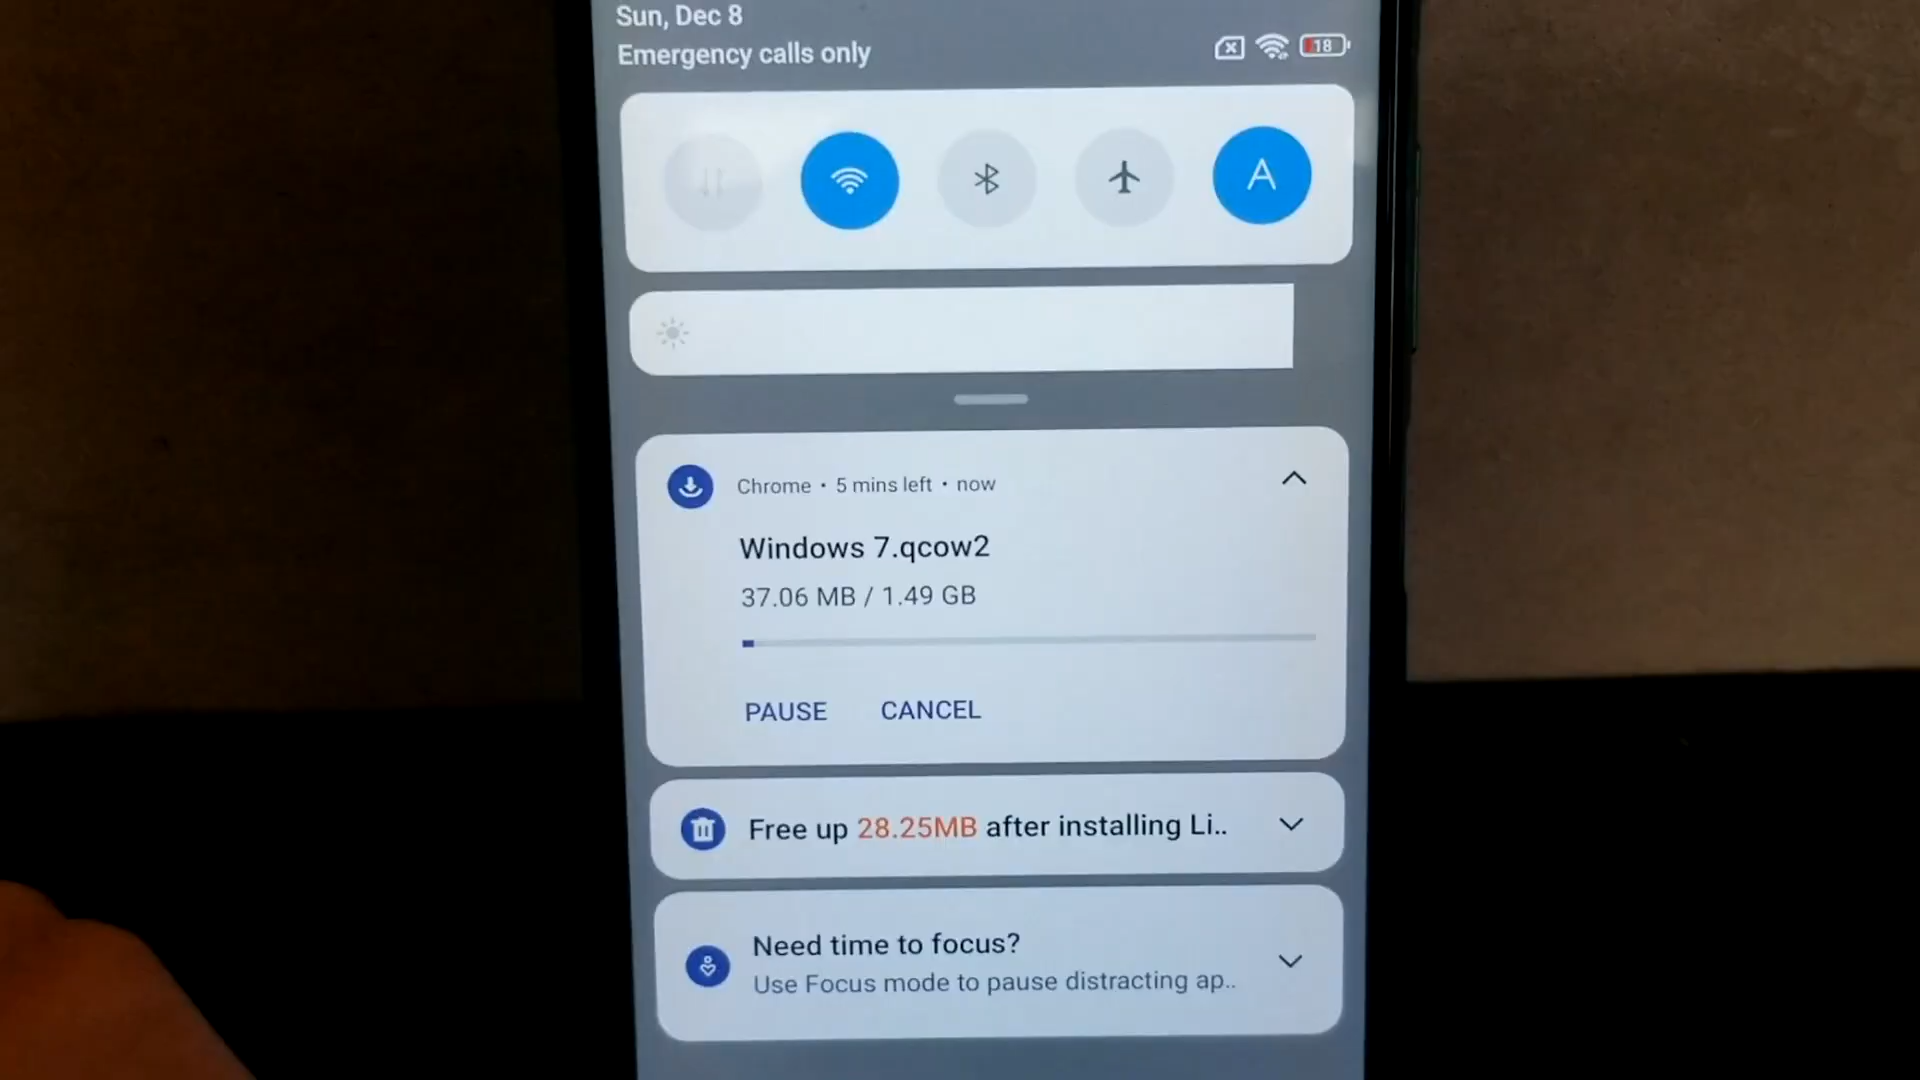 Sun, Dec 8
Emergency calls only
18
A
Chrome • 5 mins left • now
Windows 7.qcow2
37.06 MB / 1.49 GB
PAUSE CANCEL
Free up 28.25MB after installing Li..
Need time to focus?
Use Focus mode to pause distracting ap..